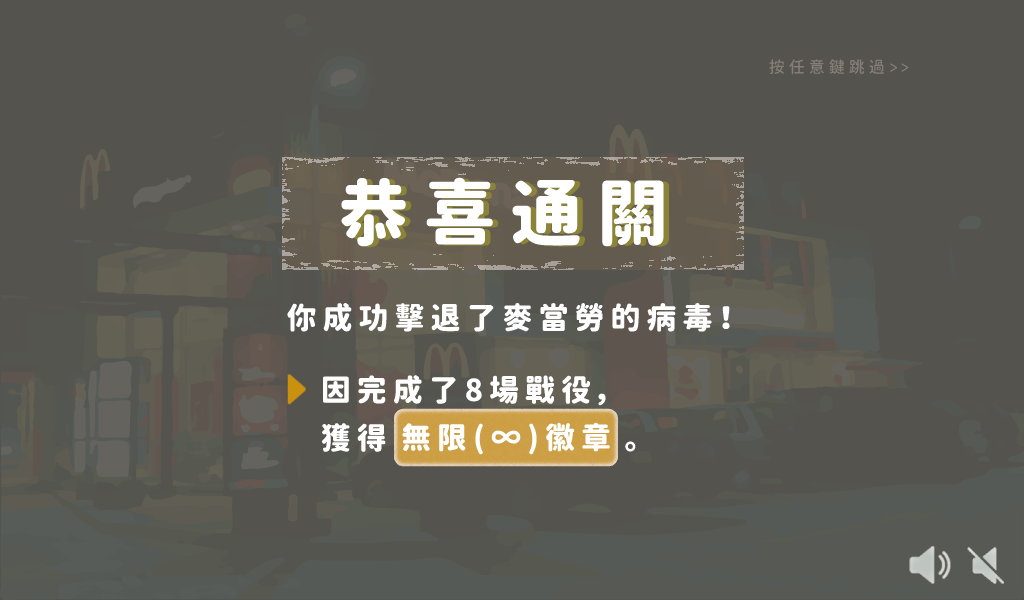 按任意鍵跳過>>
恭喜通關
你成功擊退了麥當勞的病毒!
因完成了8場戰役,
獲得無限(∞)徽章。